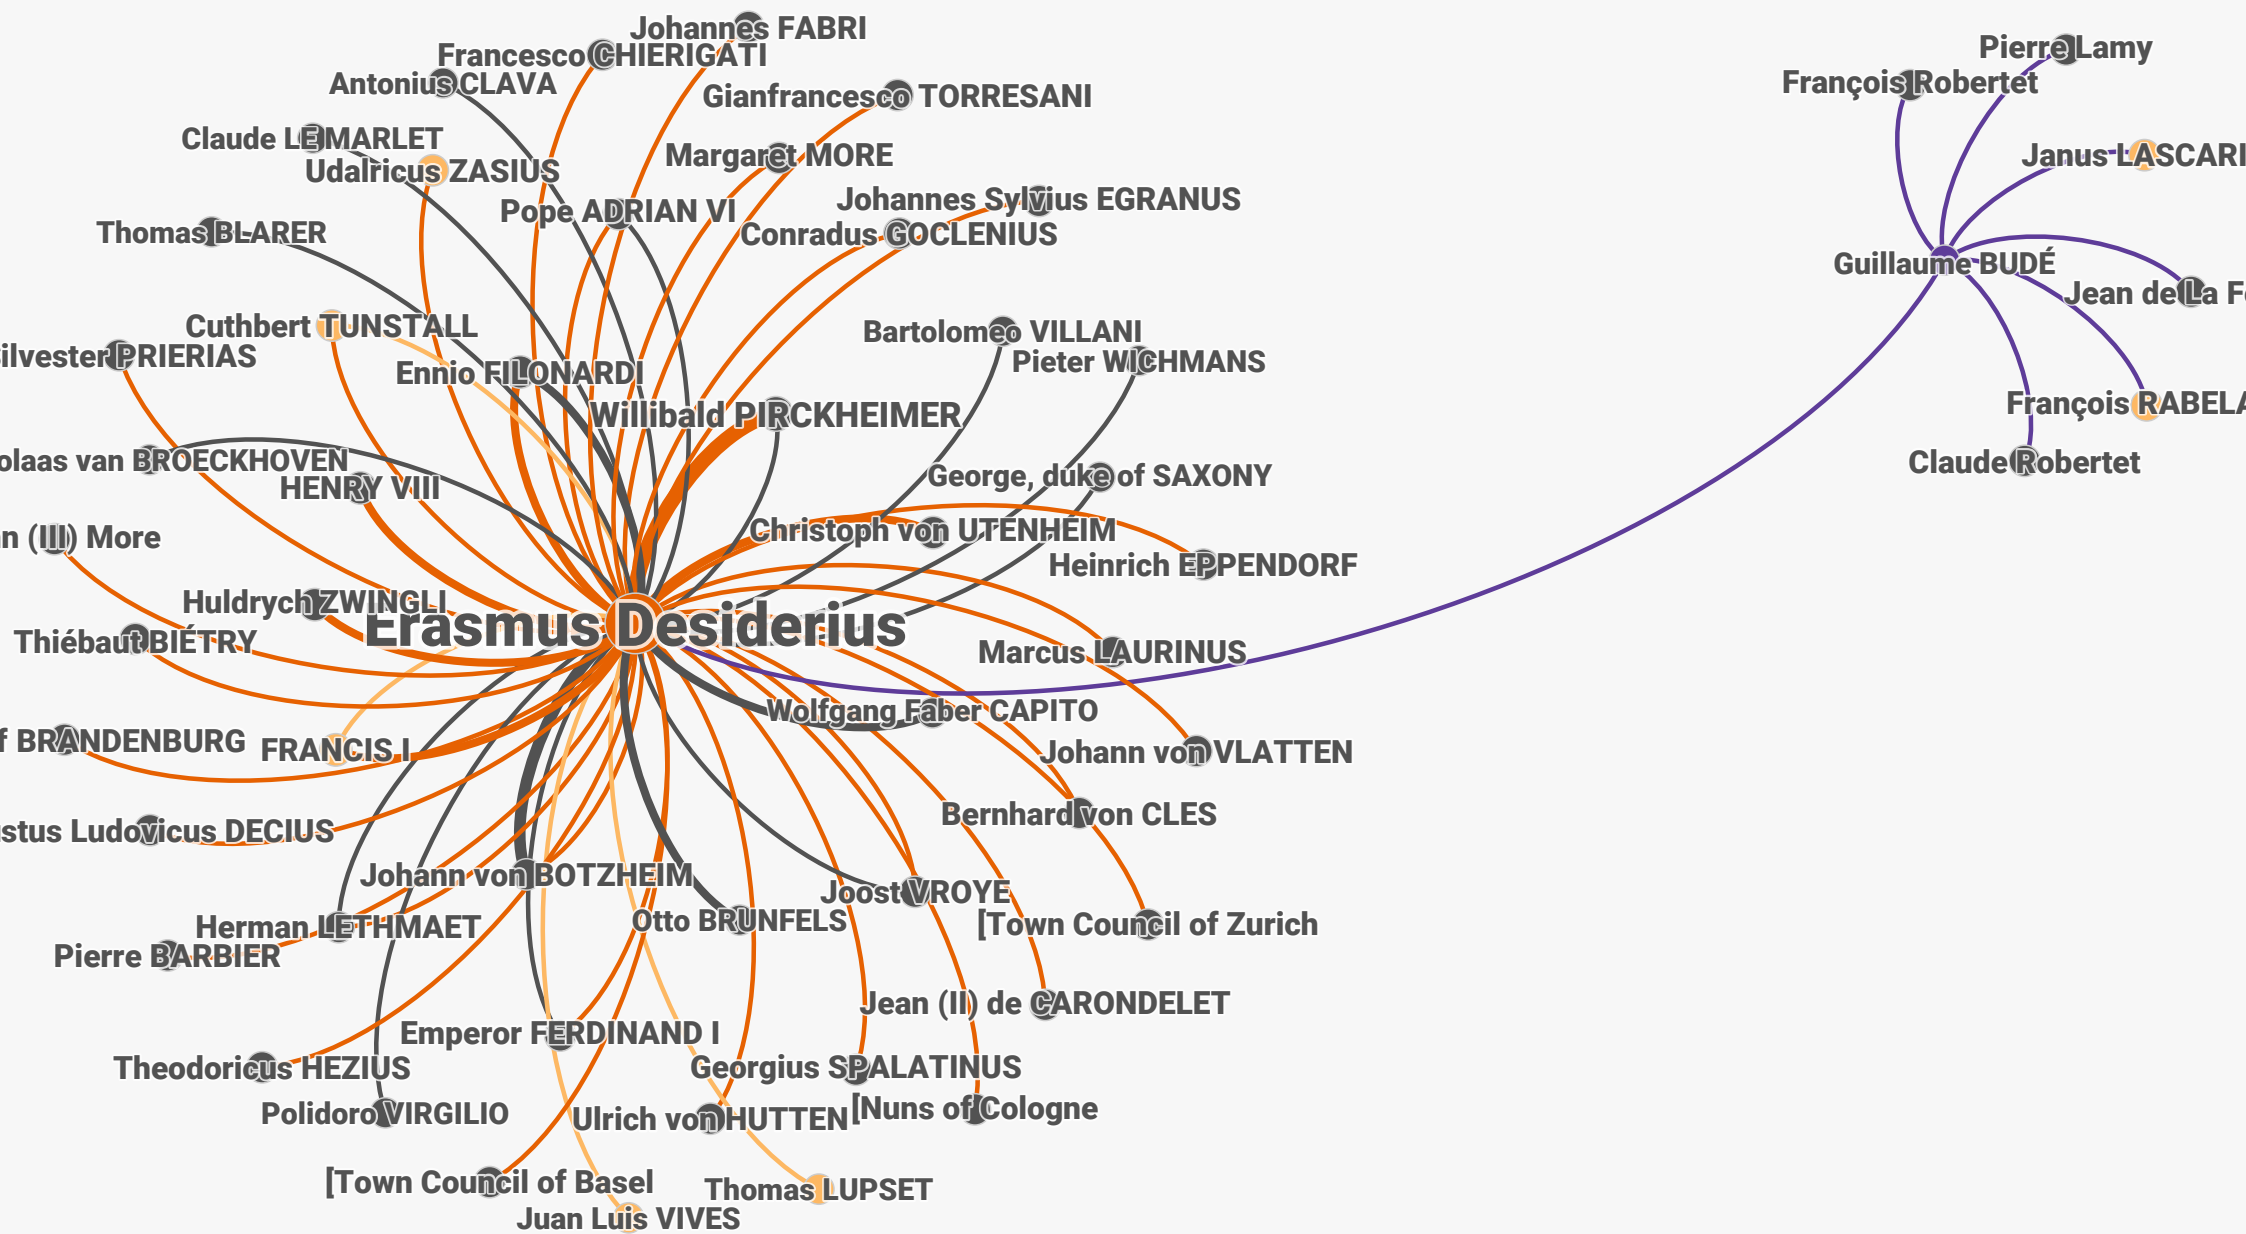 Johannes FABRI
Francesco CHIERIGATI
Antonius CLAVA
Gianfrancesco TORRESANI
Claude LE MARLET
Udalricus ZASIUS
Margaret MORE
Johannes Sylvius EGRANUS
Pope ADRIAN VI
Conradus GOCLENIUS
Thomas BLARER
Cuthbert TUNSTALL
Bartolomeo VILLANI
ilvester PRIERIAS
Pieter WICHMANS
Ennio FILONARDI
Willibald PIRCKHEIMER
olaas van BROECKHOVEN
George, duke of SAXONY
HENRY VIII
Christoph von UTENHEIM
n (III) More
Heinrich EPPENDORF
Huldrych ZWINGLI
Erasmus Desiderius
Thiébaut BIÉTRY
Marcus LAURINUS
Wolfgang Faber CAPITO
f BRANDENBURG
FRANCIS I
Johann von VLATTEN
Bernhard von CLES
stus Ludovicus DECIUS
Johann von BOTZHEIM
Joost VROYE
Otto BRUNFELS
[Town Council of Zurich
Herman LETHMAET
Pierre BARBIER
Jean (II) de CARONDELET
Emperor FERDINAND I
Theodoricus HEZIUS
Georgius SPALATINUS
Polidoro VIRGILIO
Ulrich von HUTTEN
[Nuns of Cologne
[Town Council of Basel
Thomas LUPSET
Juan Luis VIVES
Pierre Lamy
François Robertet
Janus LASCARI
Guillaume BUDÉ
Jean de La Fo
François RABELA
Claude Robertet